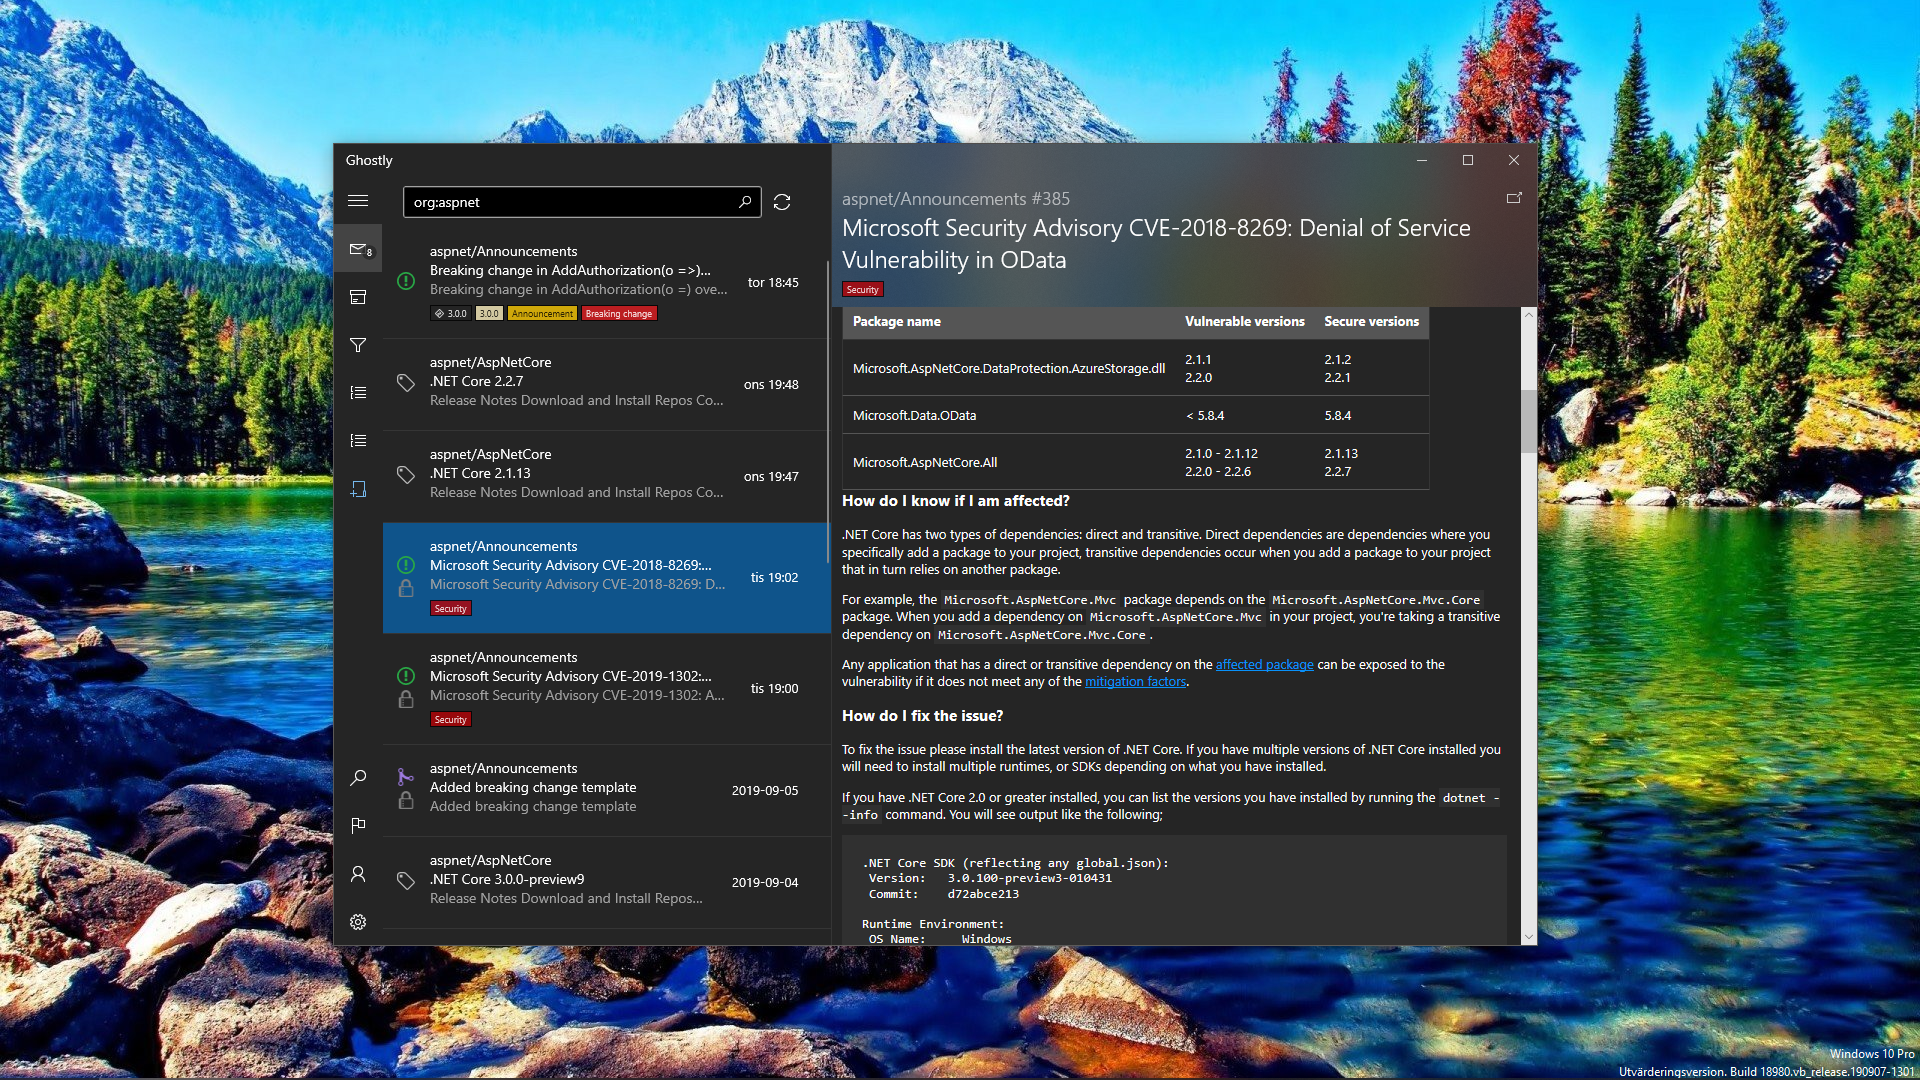 Ghostly
org:aspnet
8
aspnet/Announcements
Breaking change in AddAuthorization(o =>)...
Breaking change in AddAuthorization(o =) ove...
tor 18:45
3.0.0
3.0.0
Announcement
Breaking change
aspnet/AspNetCore
.NET Core 2.2.7
Release Notes Download and Install Repos Co...
ons 19:48
aspnet/AspNetCore
.NET Core 2.1.13
Release Notes Download and Install Repos Co...
ons 19:47
aspnet/Announcements
Microsoft Security Advisory CVE-2018-8269:...
Microsoft Security Advisory CVE-2018-8269: D...
tis 19:02
Security
aspnet/Announcements
Microsoft Security Advisory CVE-2019-1302:...
Microsoft Security Advisory CVE-2019-1302: A...
tis 19:00
Security
aspnet/Announcements
Added breaking change template
Added breaking change template
2019-09-05
aspnet/AspNetCore
.NET Core 3.0.0-preview9
Release Notes Download and Install Repos...
2019-09-04
aspnet/Announcements #385
Microsoft Security Advisory CVE-2018-8269: Denial of Service
Vulnerability in OData
Security
Package name Vulnerable versions Secure versions
Microsoft.AspNetCore.DataProtection.AzureStorage.dll
2.1.1 2.1.2
2.2.0 2.2.1
Microsoft.Data.OData < 5.8.4 5.8.4
Microsoft.AspNetCore.All
2.1.0 - 2.1.12 2.1.13
2.2.0 - 2.2.6 2.2.7
How do I know if I am affected?
.NET Core has two types of dependencies: direct and transitive. Direct dependencies are dependencies where you
specifically add a package to your project, transitive dependencies occur when you add a package to your project
that in turn relies on another package.
For example, the Microsoft.AspNetCore.Mvc package depends on the Microsoft.AspNetCore.Mvc.Core
package. When you add a dependency on Microsoft.AspNetCore.Mvc in your project, you're taking a transitive
dependency on Microsoft.AspNetCore.Mvc.Core.
Any application that has a direct or transitive dependency on the affected package can be exposed to the
vulnerability if it does not meet any of the mitigation factors.
How do I fix the issue?
To fix the issue please install the latest version of .NET Core. If you have multiple versions of .NET Core installed you
will need to install multiple runtimes, or SDKs depending on what you have installed.
If you have .NET Core 2.0 or greater installed, you can list the versions you have installed by running the dotnet -
-info command. You will see output like the following;
.NET Core SDK (reflecting any global.json):
Version: 3.0.100-preview3-010431
Commit: d72abce213
Runtime Environment:
OS Name: Windows
Windows 10 Pro
Utvärderingsversion. Build 18980.vb_release.190907-1301